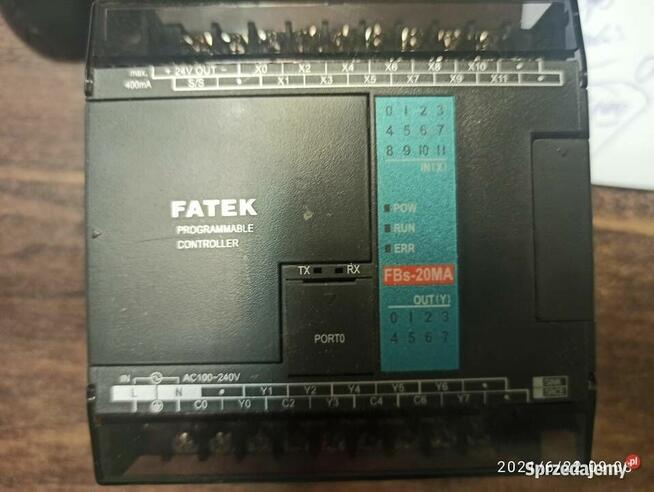 max. 400mA
+ 24V OUT - X0 X2 X4 X6 X8 X10
S/S X1 X3 X5 X7 X9 X11
0 1 2 3
4 5 6 7
8 9 10 11
IN(X)
FATEK
PROGRAMMABLE
CONTROLLER
POW
RUN
ERR
TX RX
FBs-20MA
OUT(Y)
0 1 2 3
4 5 6 7
PORT0
IN AC100~240V
L N Y1 Y2 Y4 Y5 Y6
C0 Y0 C2 Y3 C4 C6 Y7
Sprzedajemy.pl